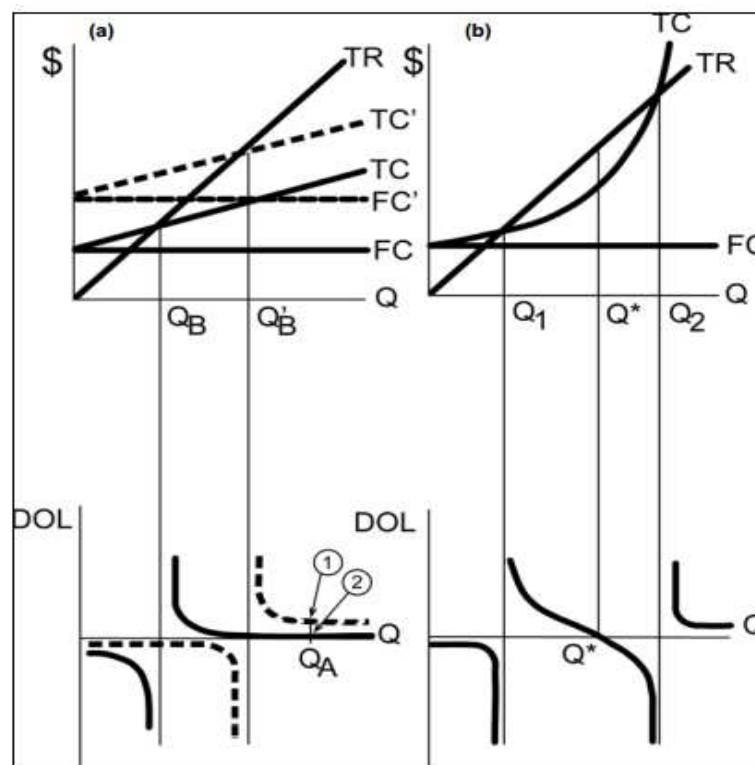 (a)
$
TR
TC'
TC
FC'
FC
Q
QB
Q'B
DOL
1
2
Q
QA
(b)
$
TC
TR
FC
Q
Q1
Q*
Q2
DOL
Q*
Q